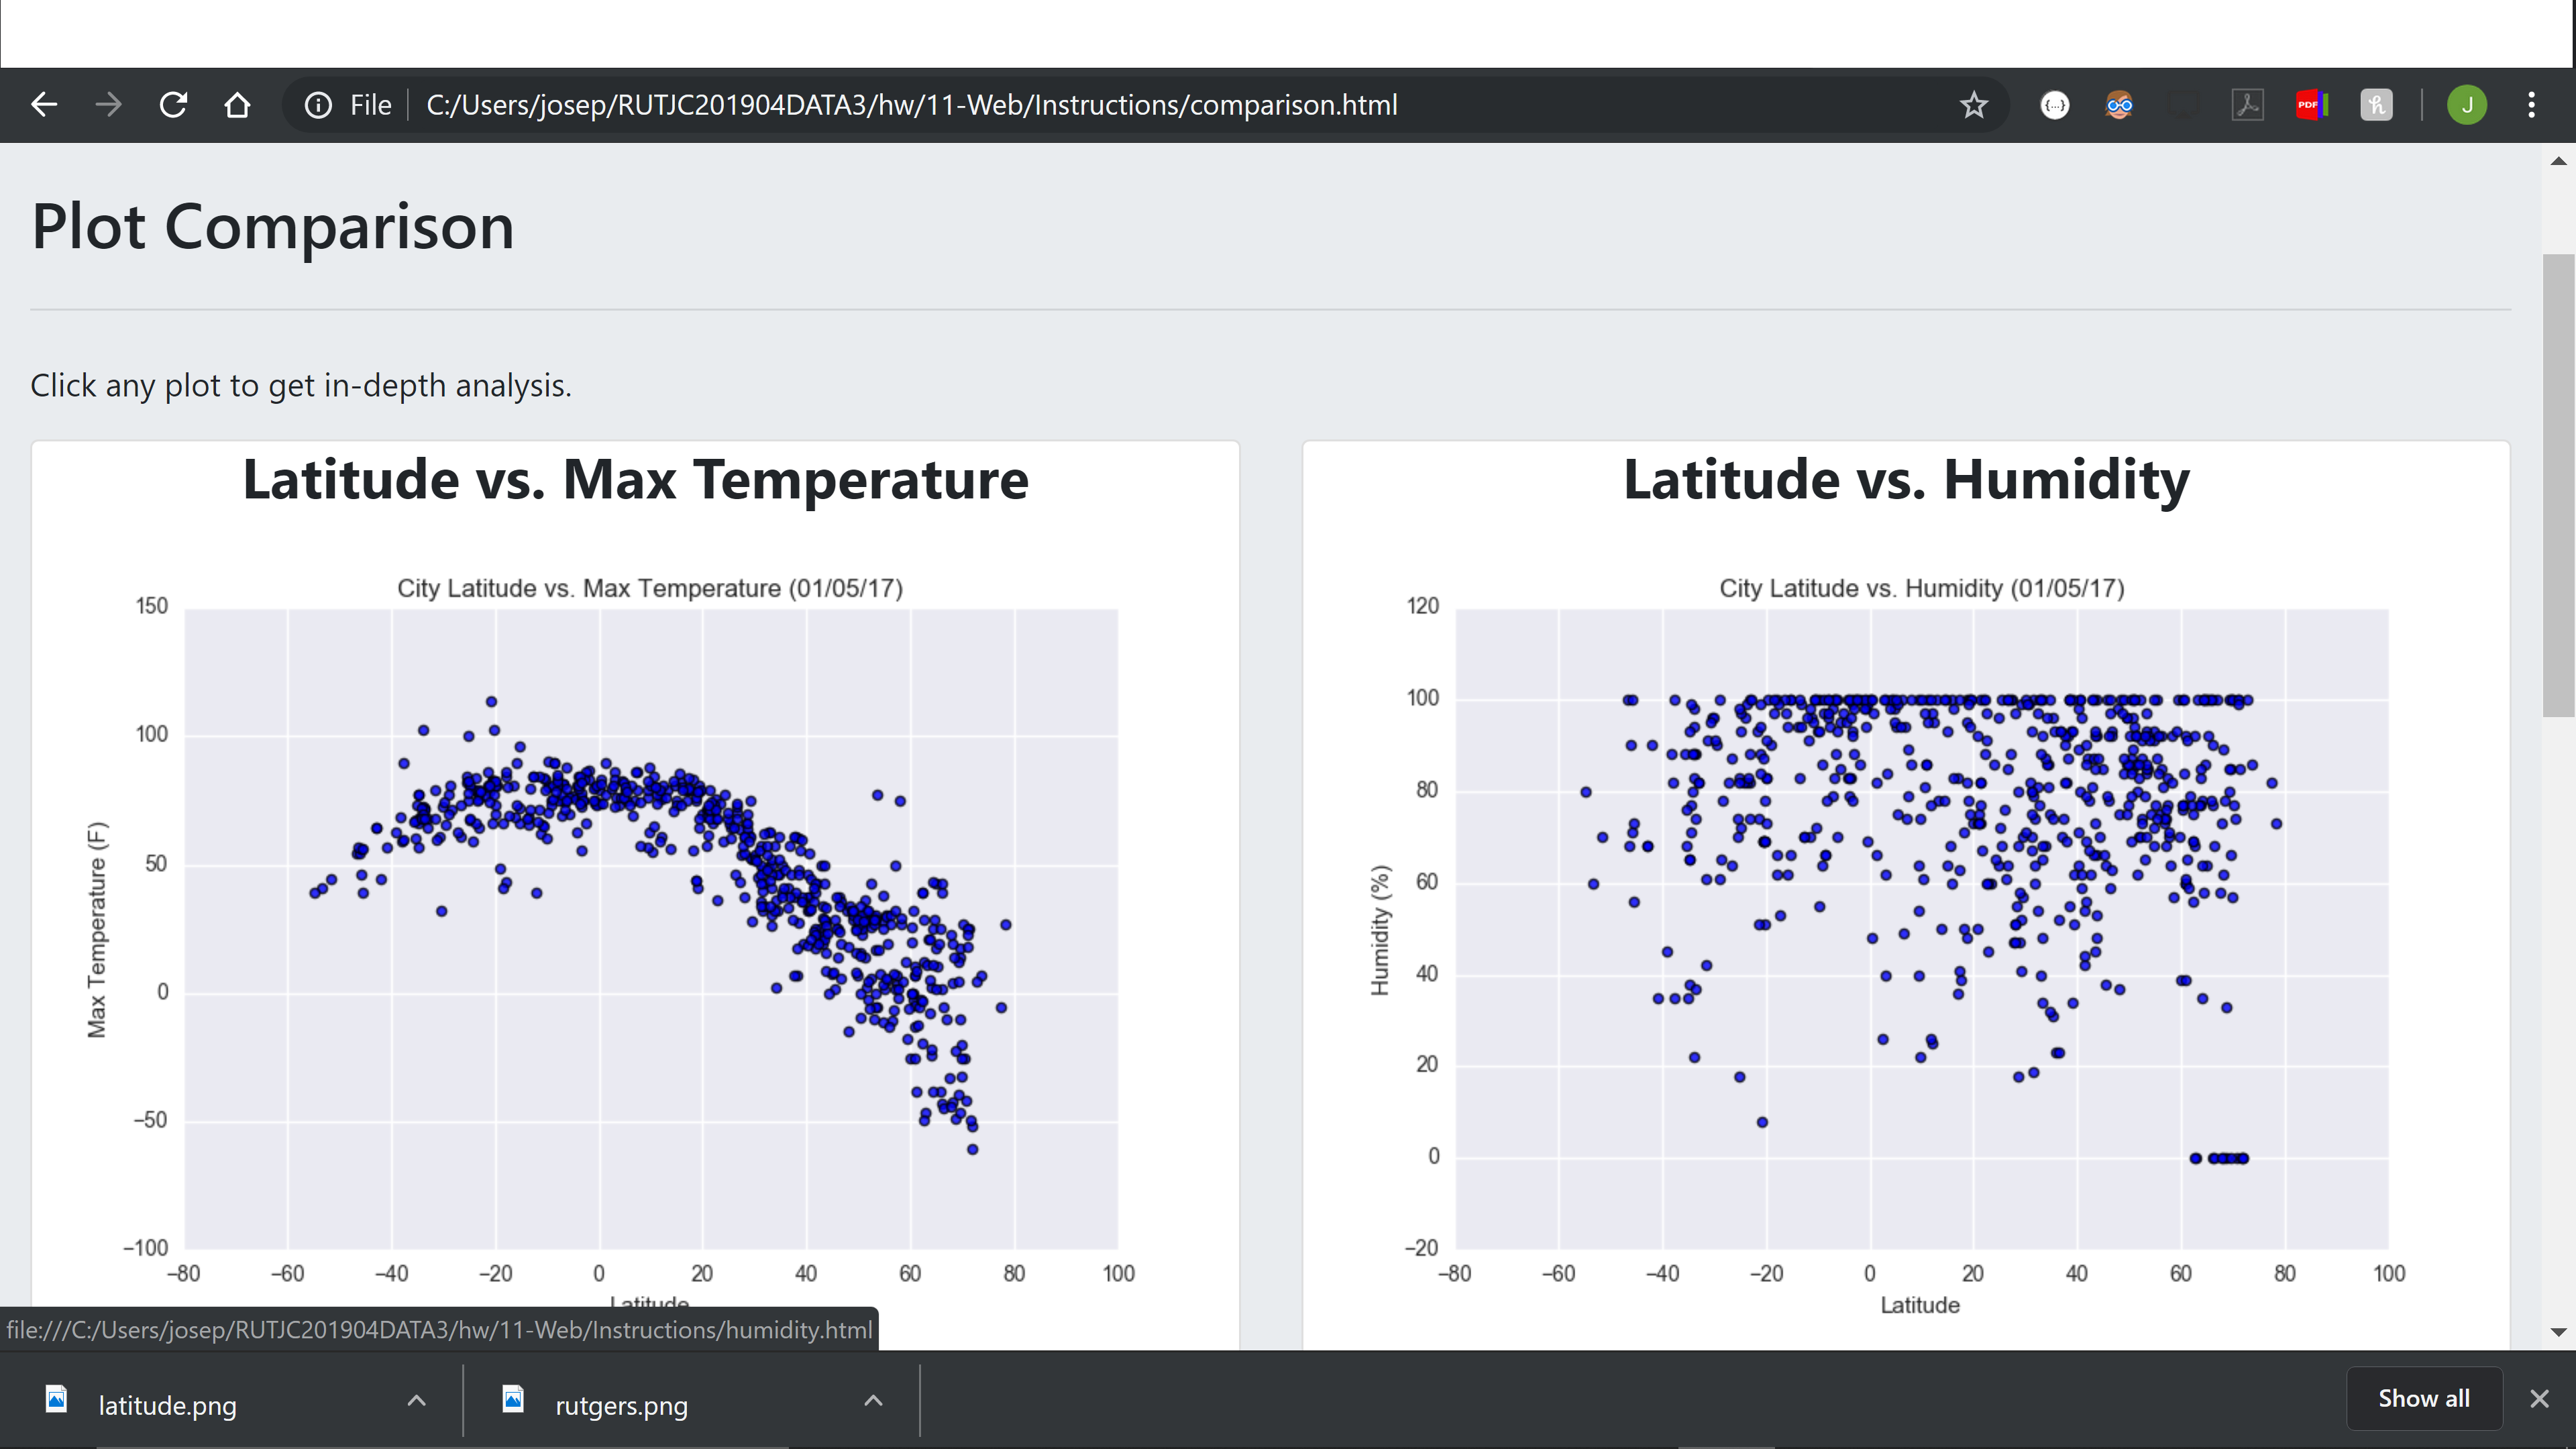 File C:/Users/josep/RUTJC201904DATA3/hw/11-Web/Instructions/comparison.html
{...} PDF h J
Plot Comparison
Click any plot to get in-depth analysis.
Latitude vs. Max Temperature
City Latitude vs. Max Temperature (01/05/17)
150
100
50
0
−50
−100
Max Temperature (F)
−80 −60 −40 −20 0 20 40 60 80 100
Latitude
Latitude vs. Humidity
City Latitude vs. Humidity (01/05/17)
120
100
80
60
40
20
0
−20
Humidity (%)
−80 −60 −40 −20 0 20 40 60 80 100
Latitude
file:///C:/Users/josep/RUTJC201904DATA3/hw/11-Web/Instructions/humidity.html
latitude.png rutgers.png Show all